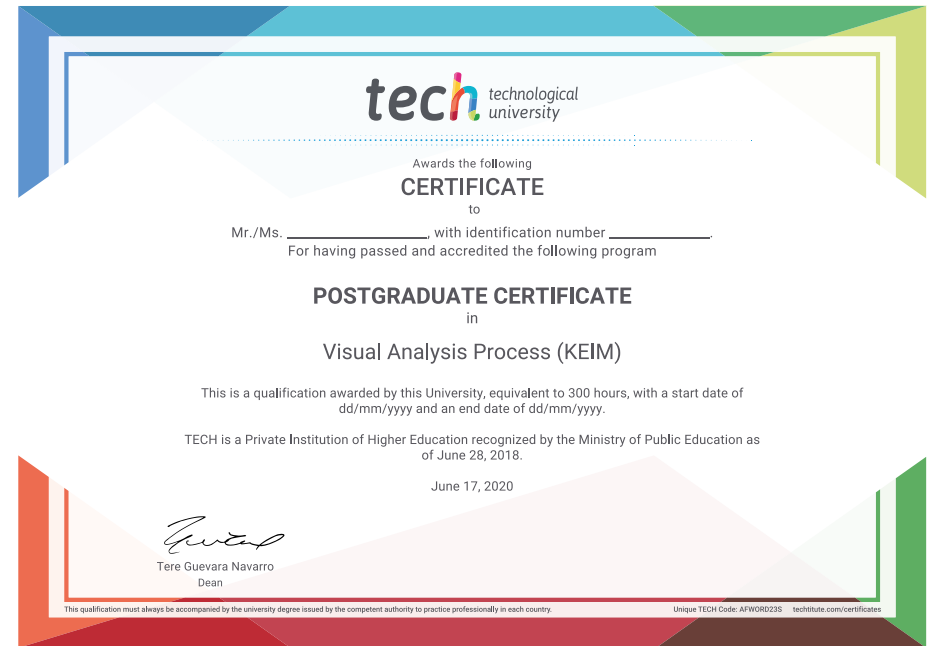 tech technological
university
Awards the following
CERTIFICATE
to
Mr./Ms. ____________________, with identification number ______________.
For having passed and accredited the following program
POSTGRADUATE CERTIFICATE
in
Visual Analysis Process (KEIM)
This is a qualification awarded by this University, equivalent to 300 hours, with a start date of
dd/mm/yyyy and an end date of dd/mm/yyyy.
TECH is a Private Institution of Higher Education recognized by the Ministry of Public Education as
of June 28, 2018.
June 17, 2020
Tere Guevara Navarro
Dean
This qualification must always be accompanied by the university degree issued by the competent authority to practice professionally in each country.
Unique TECH Code: AFWORD23S techtitute.com/certificates